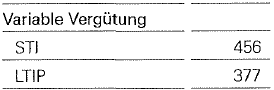 Variable Vergütung
STI 456
LTIP 377